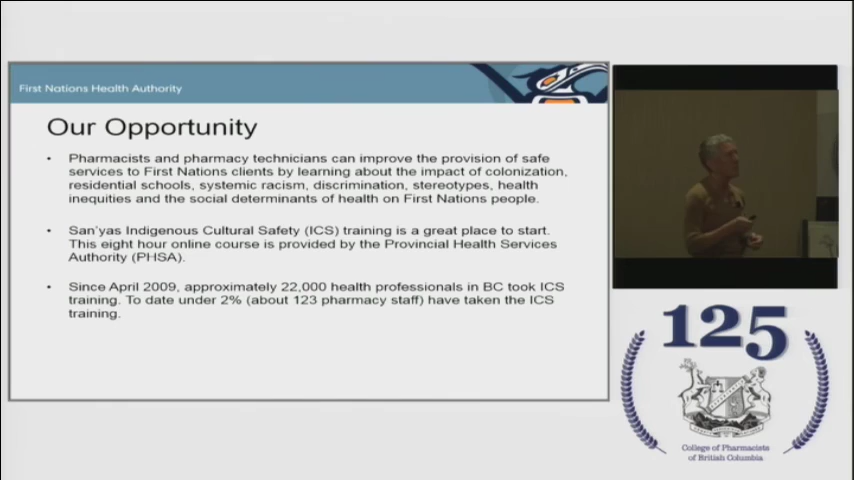 First Nations Health Authority
Our Opportunity
• Pharmacists and pharmacy technicians can improve the provision of safe
services to First Nations clients by learning about the impact of colonization,
residential schools, systemic racism, discrimination, stereotypes, health
inequities and the social determinants of health on First Nations people.
• San'yas Indigenous Cultural Safety (ICS) training is a great place to start.
This eight hour online course is provided by the Provincial Health Services
Authority (PHSA).
• Since April 2009, approximately 22,000 health professionals in BC took ICS
training. To date under 2% (about 123 pharmacy staff) have taken the ICS
training.
125
College of Pharmacists
of British Columbia